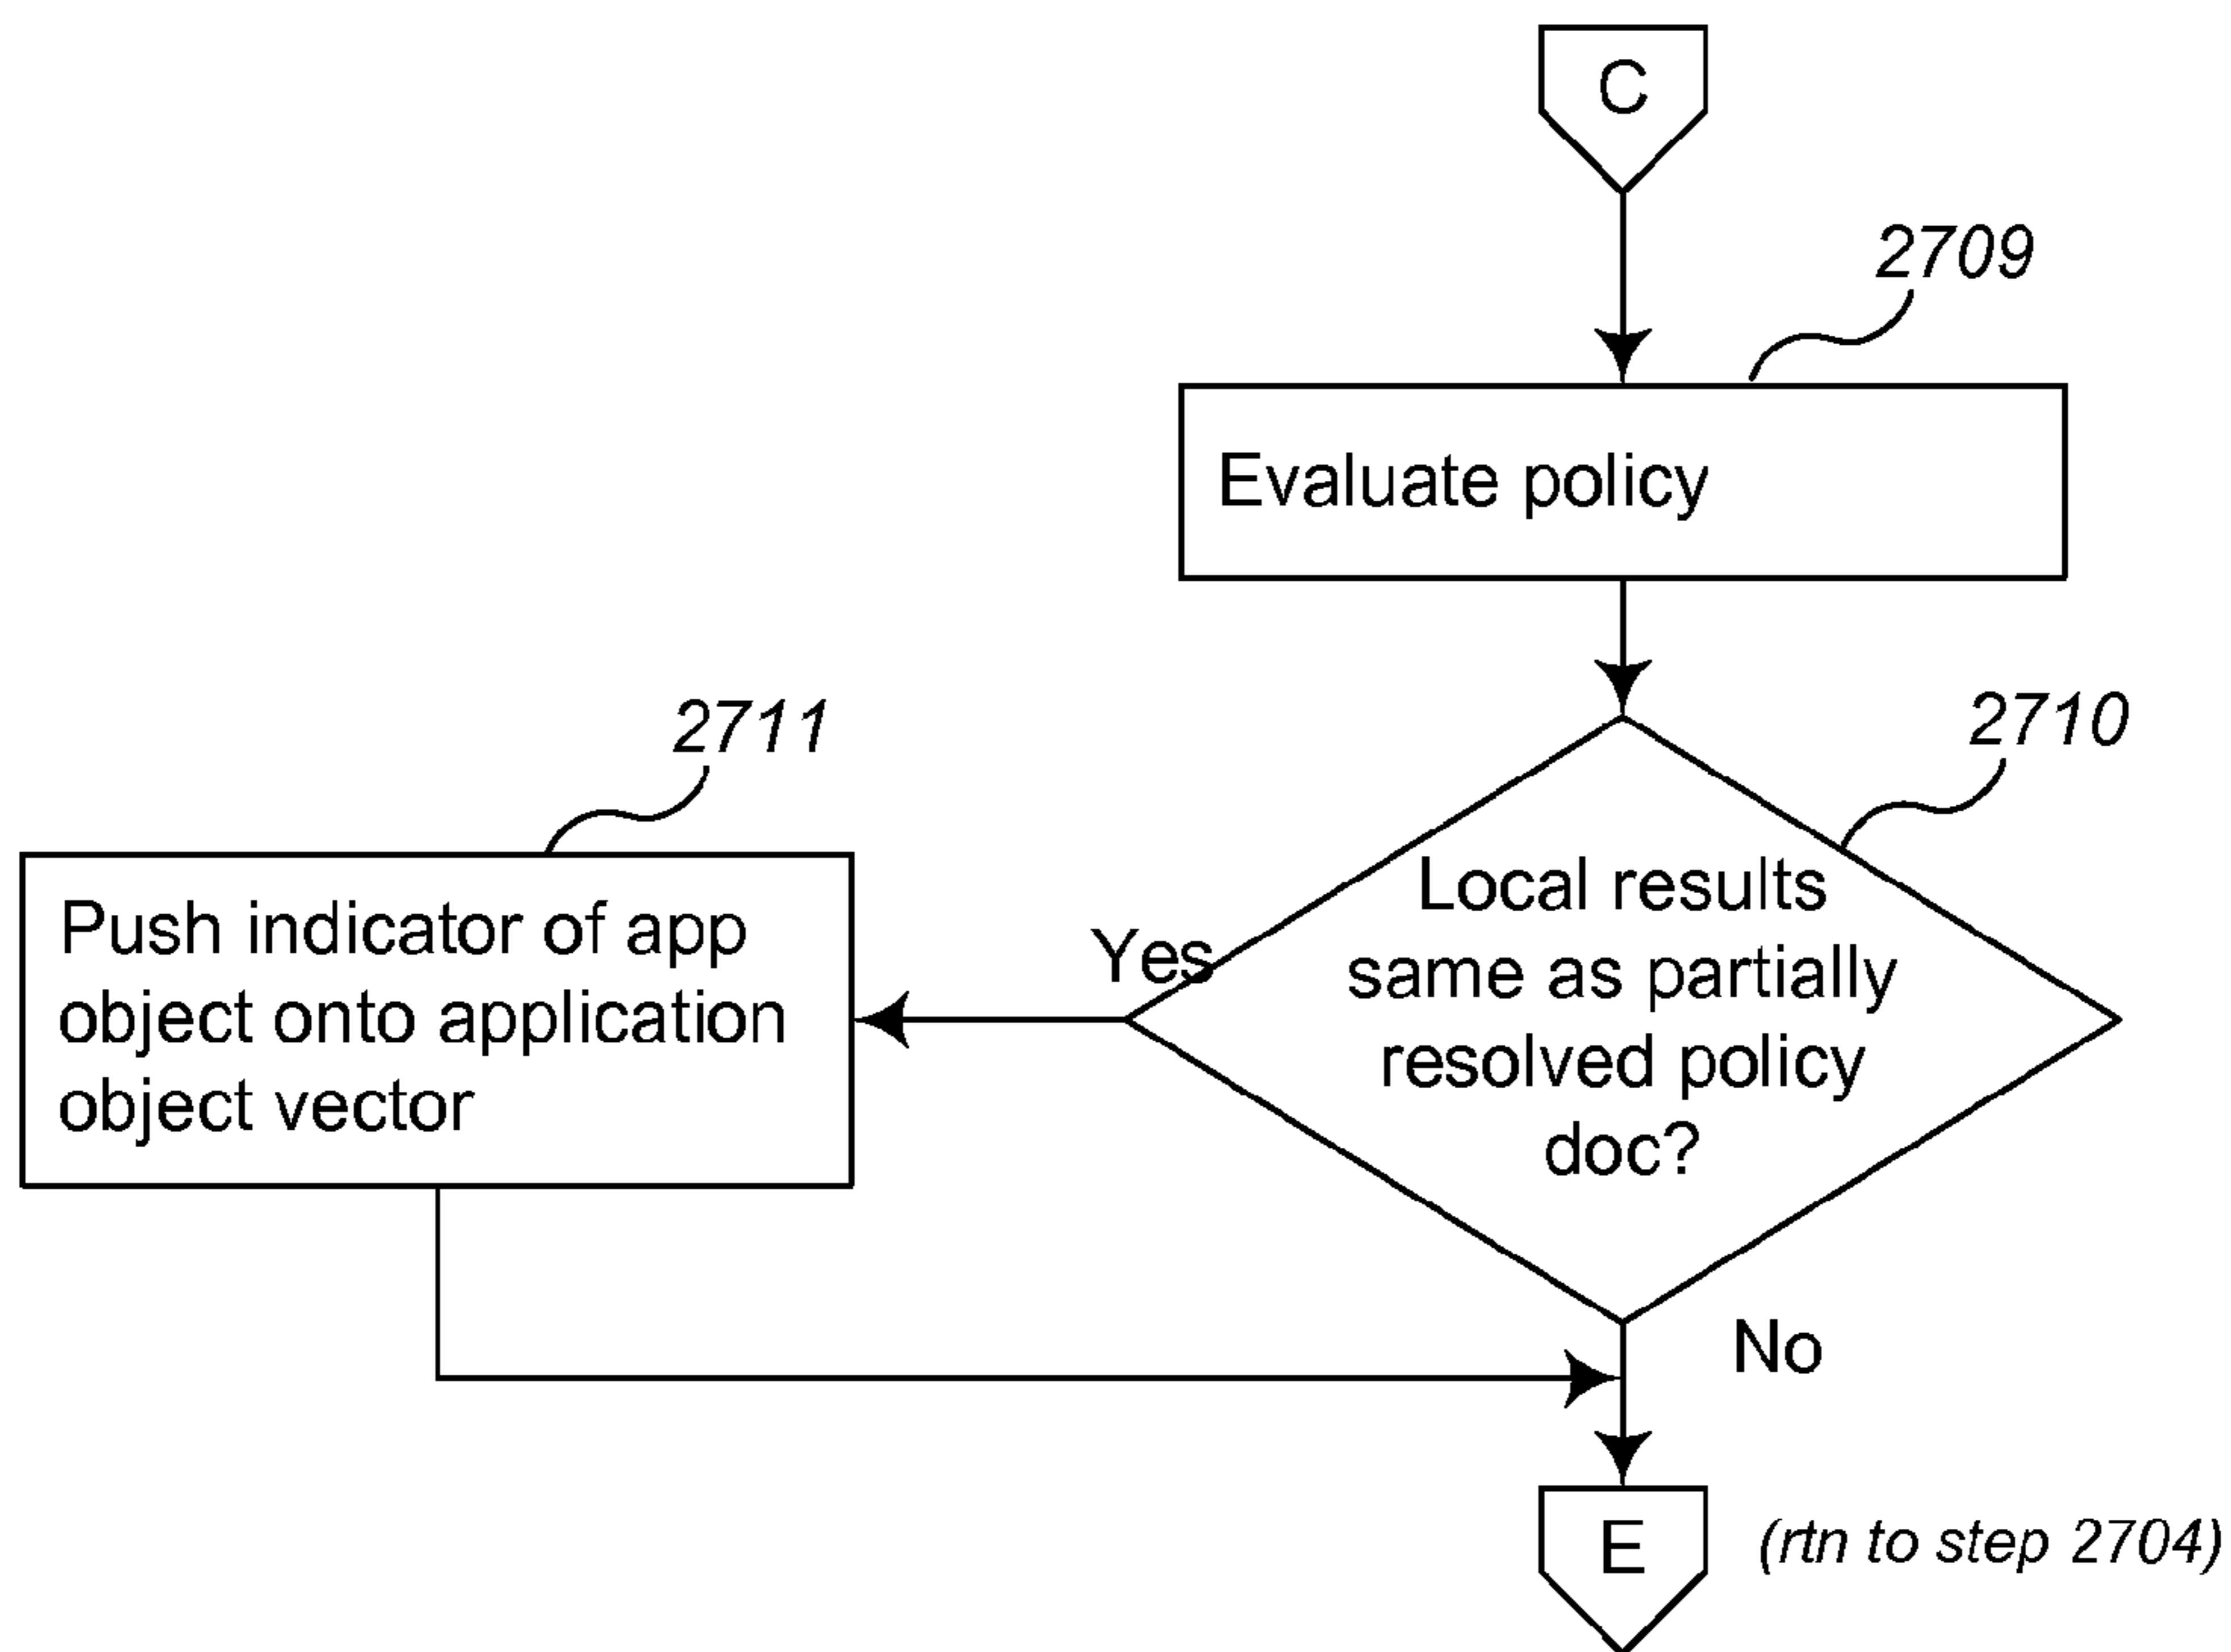 C
2709
Evaluate policy
2711
2710
Local results
same as partially
resolved policy
doc?
Yes
Push indicator of app
object onto application
object vector
No
E
(rtn to step 2704)